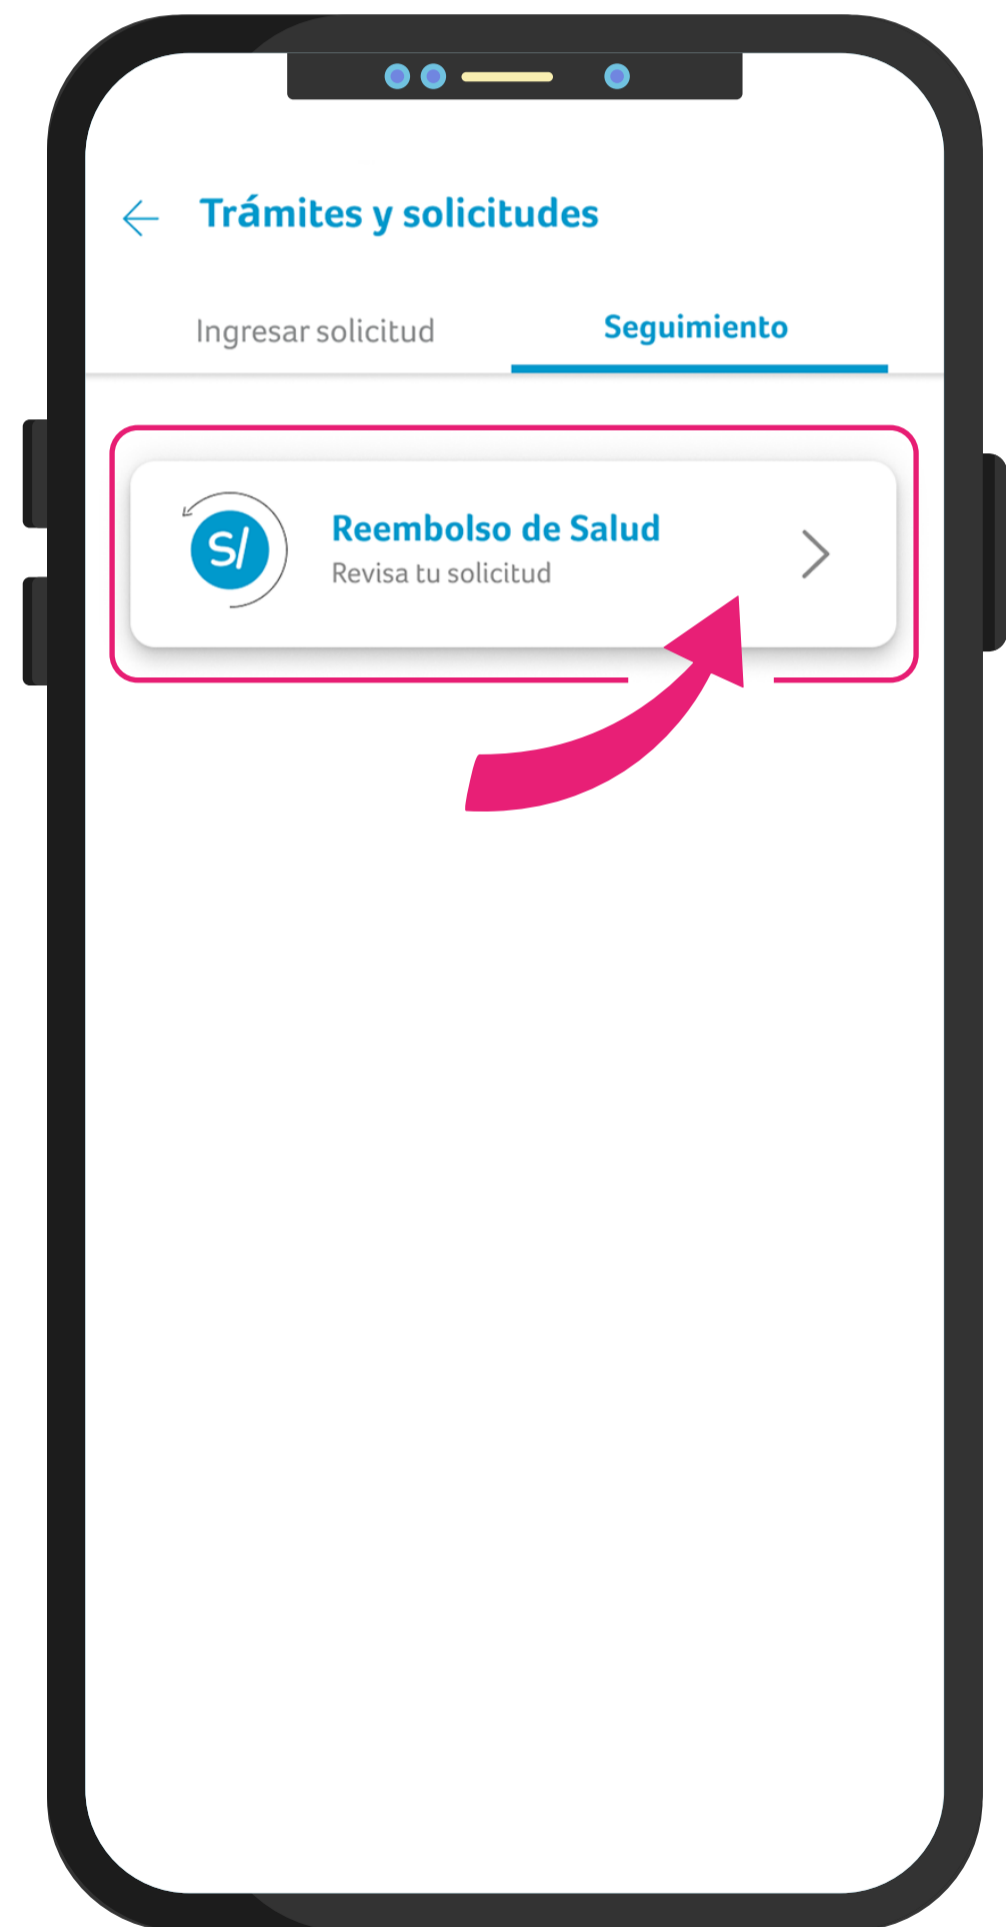 Trámites y solicitudes
Ingresar solicitud
Seguimiento
S/
Reembolso de Salud
Revisa tu solicitud